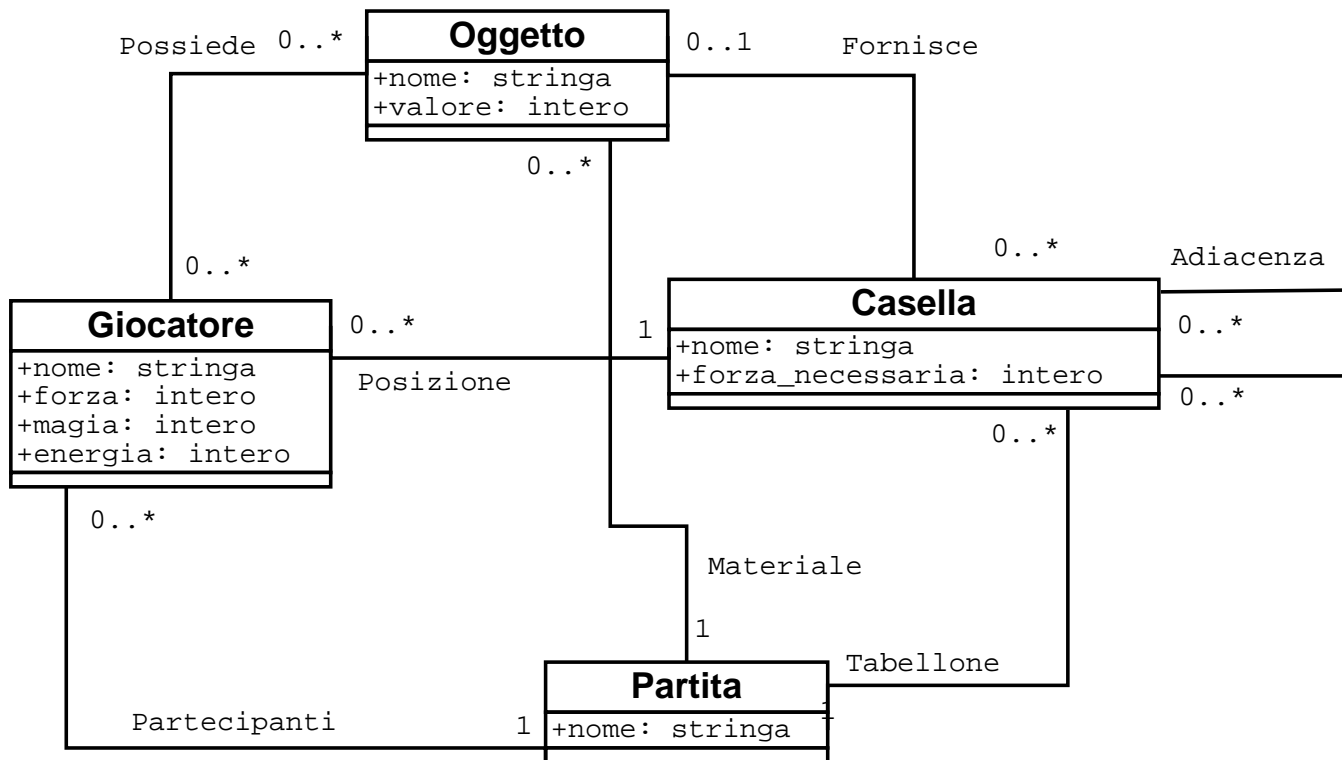 Possiede
0..*
Oggetto
0..1
Fornisce
+nome: stringa
+valore: intero
0..*
0..*
0..*
Adiacenza
Giocatore
0..*
1
Casella
0..*
+nome: stringa
+forza: intero
+magia: intero
+energia: intero
Posizione
+nome: stringa
+forza_necessaria: intero
0..*
0..*
0..*
Materiale
1
Tabellone
Partita
1
Partecipanti
1
+nome: stringa